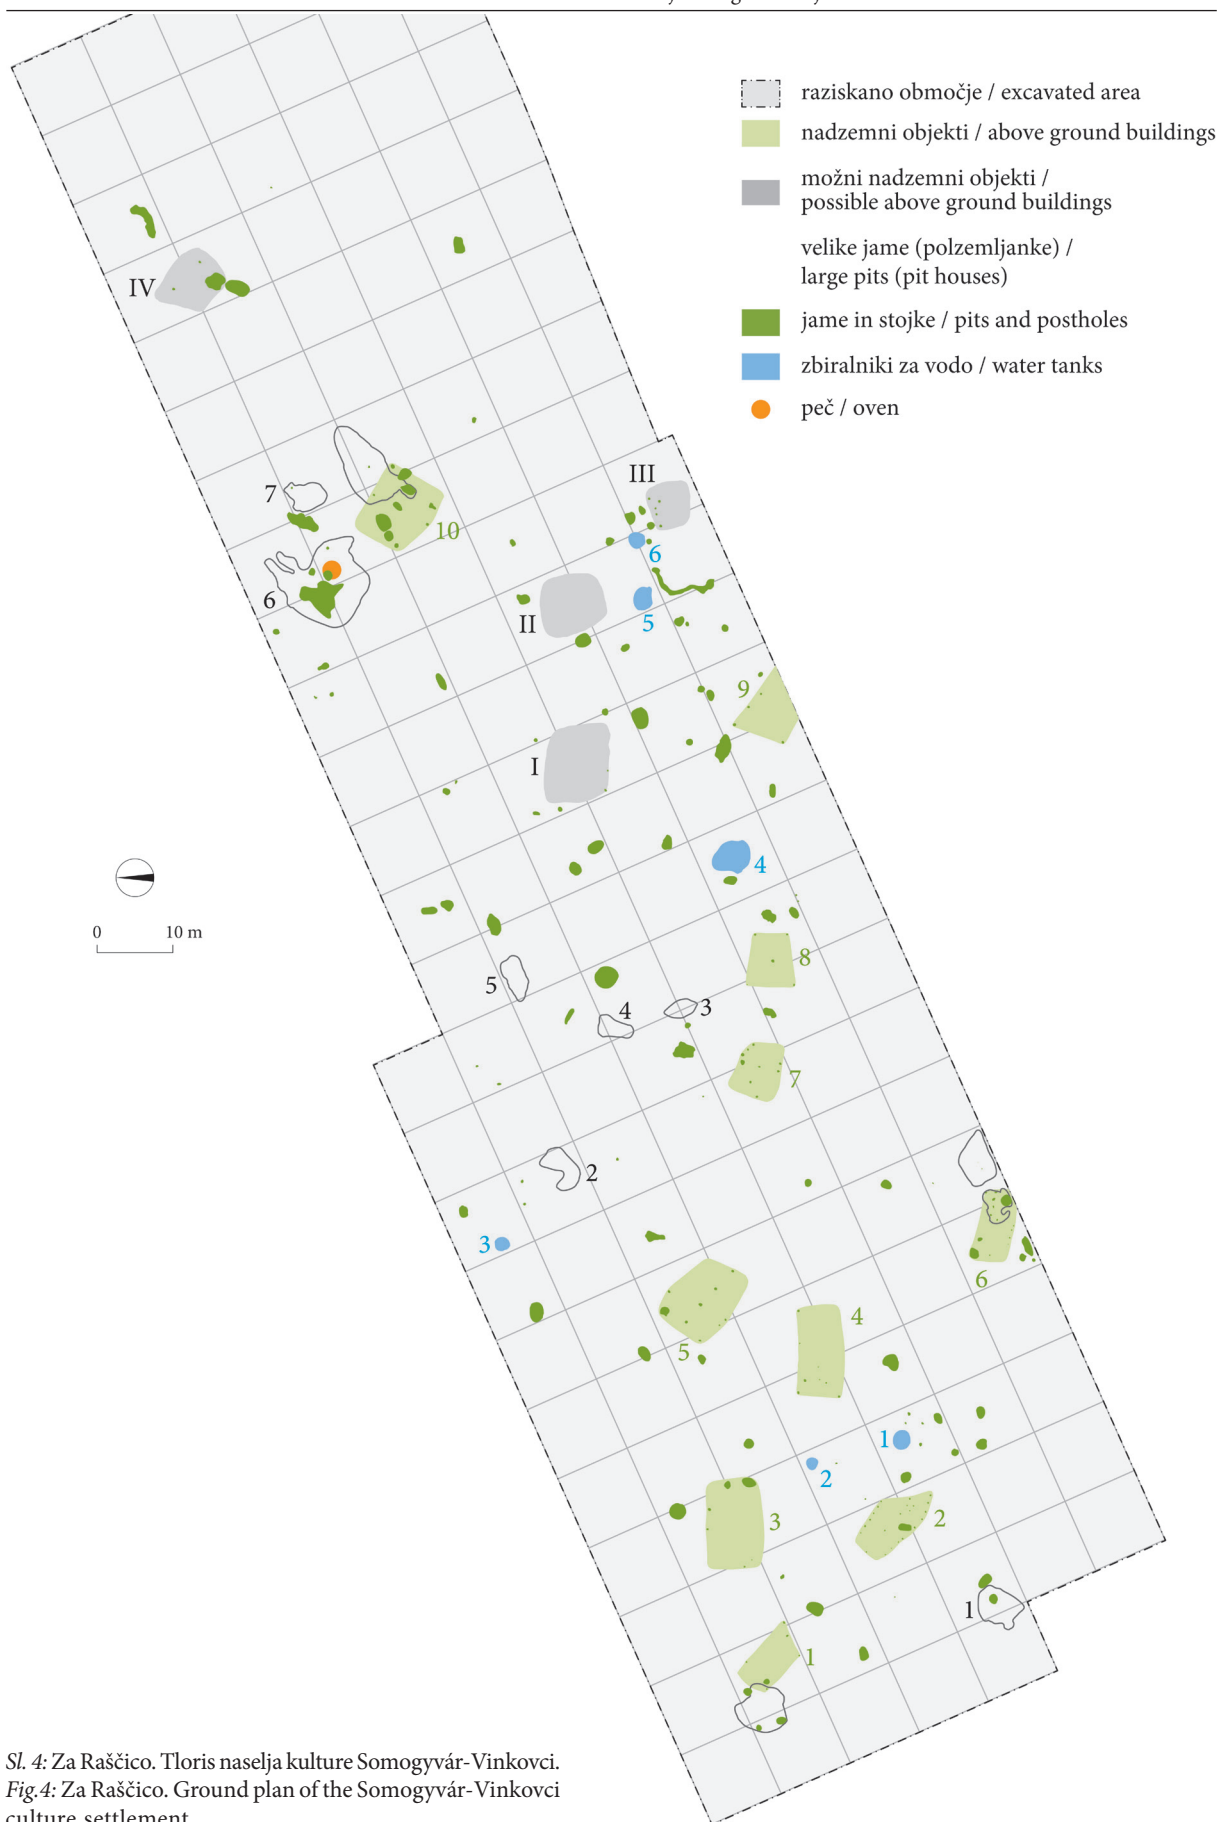 raziskano območje / excavated area
nadzemni objekti / above ground buildings
možni nadzemni objekti /
possible above ground buildings
velike jame (polzemljanke) /
large pits (pit houses)
jame in stojke / pits and postholes
zbiralniki za vodo / water tanks
peč / oven
IV
III
7
10
6
6
5
II
9
I
4
0 10 m
8
5
4
3
7
2
3
6
4
5
1
2
3
2
1
1
Sl. 4: Za Raščico. Tloris naselja kulture Somogyvár-Vinkovci.
Fig.4: Za Raščico. Ground plan of the Somogyvár-Vinkovci
culture settlement